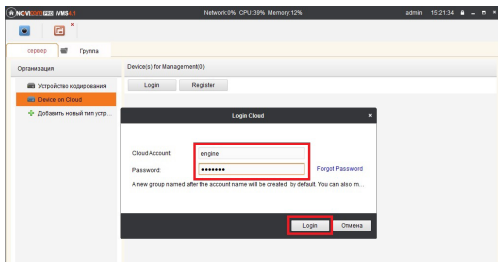 Network:0% CPU:39% Memory:12%
admin 15:21:34
сервер Группа
Организация
Device(s) for Management(0)
Устройство кодирования
Login Register
Device on Cloud
Добавить новый тип устр...
Login Cloud
Cloud Account: engine
Password: •••••••
Forgot Password
A new group named after the account name will be created by default. You can also m...
Login Отмена